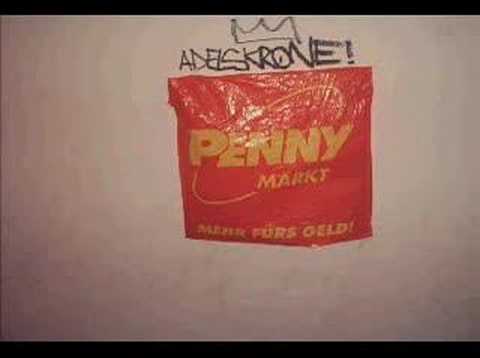 ADELSKRONE!
PENNY
MARKT
MEHR FÜRS GELD!